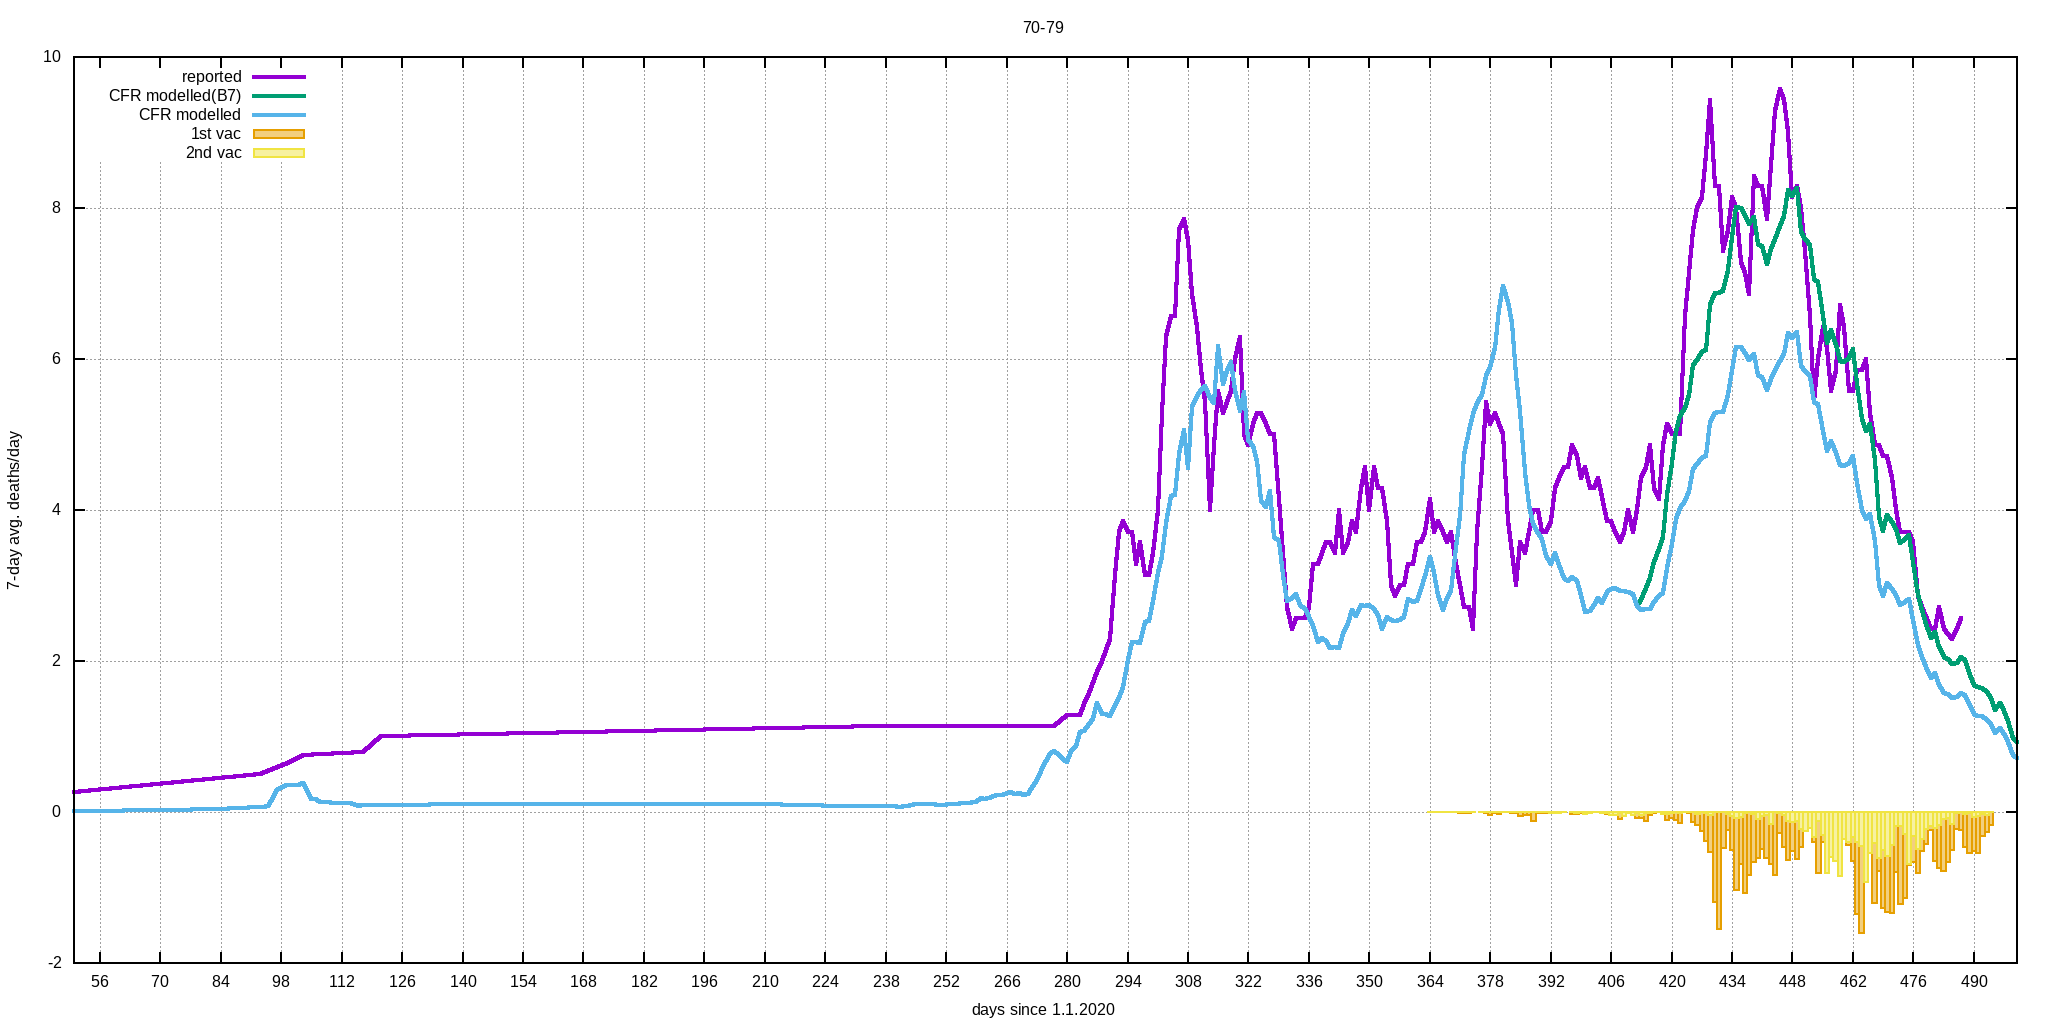 70-79
10
8
6
4
2
0
-2
7-day avg. deaths/day
reported
CFR modelled(B7)
CFR modelled
1st vac
2nd vac
56 70 84 98 112 126 140 154 168 182 196 210 224 238 252 266 280 294 308 322 336 350 364 378 392 406 420 434 448 462 476 490
days since 1.1.2020